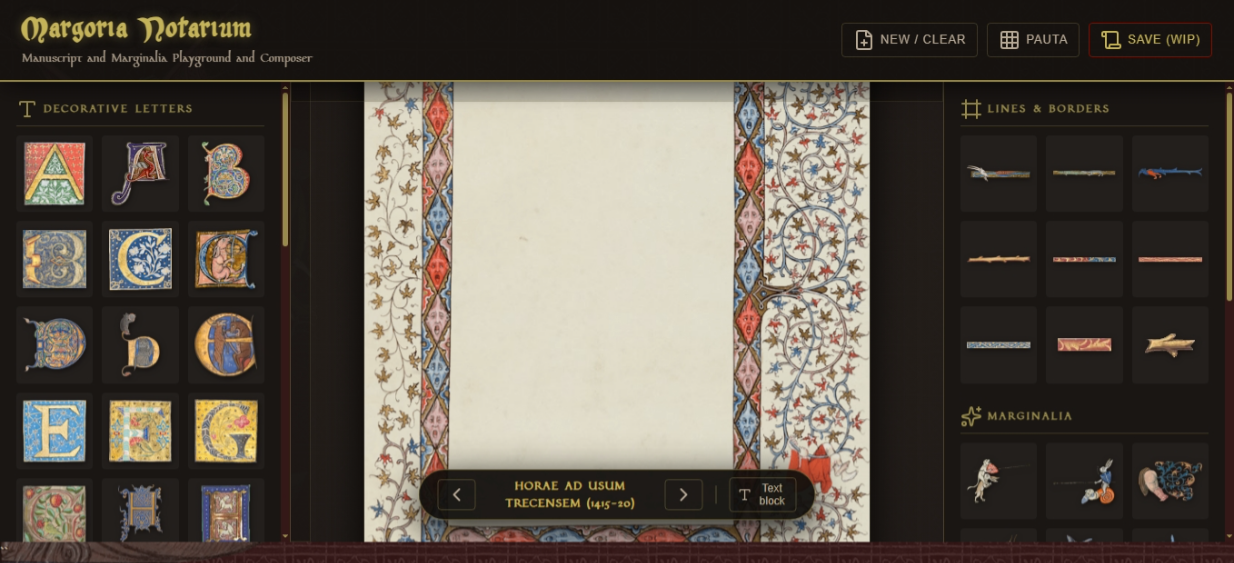 Margoria Notarium
Manuscript and Marginalia Playground and Composer
NEW / CLEAR
PAUTA
SAVE (WIP)
DECORATIVE LETTERS
LINES & BORDERS
MARGINALIA
HORAE AD USUM
TRECENSEM (1415-20)
Text
block